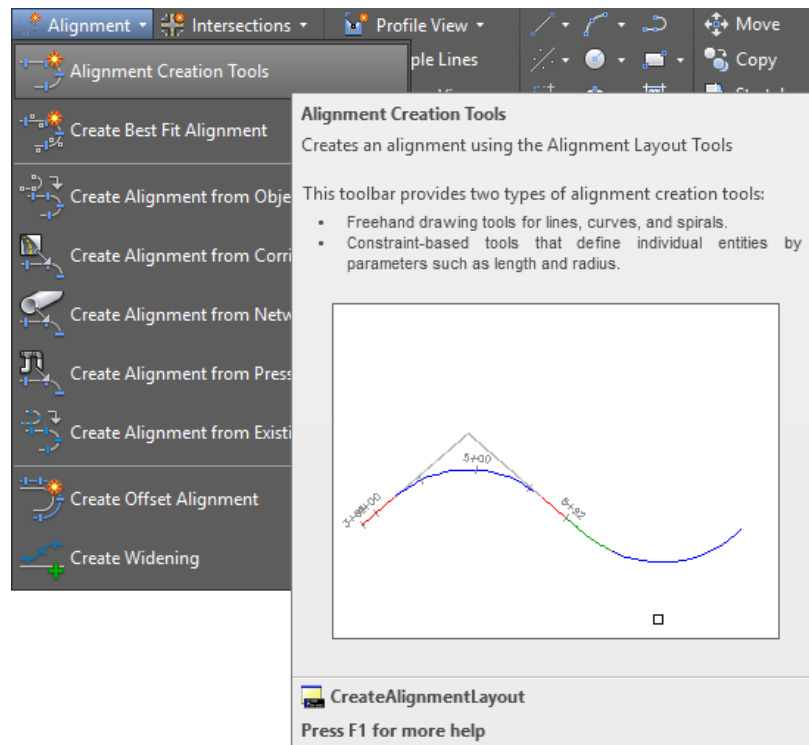 Alignment Intersections Profile View Move
Alignment Creation Tools ple Lines Copy
Create Best Fit Alignment
Create Alignment from Obje
Create Alignment from Corri
Create Alignment from Netw
Create Alignment from Press
Create Alignment from Existi
Create Offset Alignment
Create Widening
Alignment Creation Tools
Creates an alignment using the Alignment Layout Tools
This toolbar provides two types of alignment creation tools:
• Freehand drawing tools for lines, curves, and spirals.
• Constraint-based tools that define individual entities by
parameters such as length and radius.
5+00
CreateAlignmentLayout
Press F1 for more help